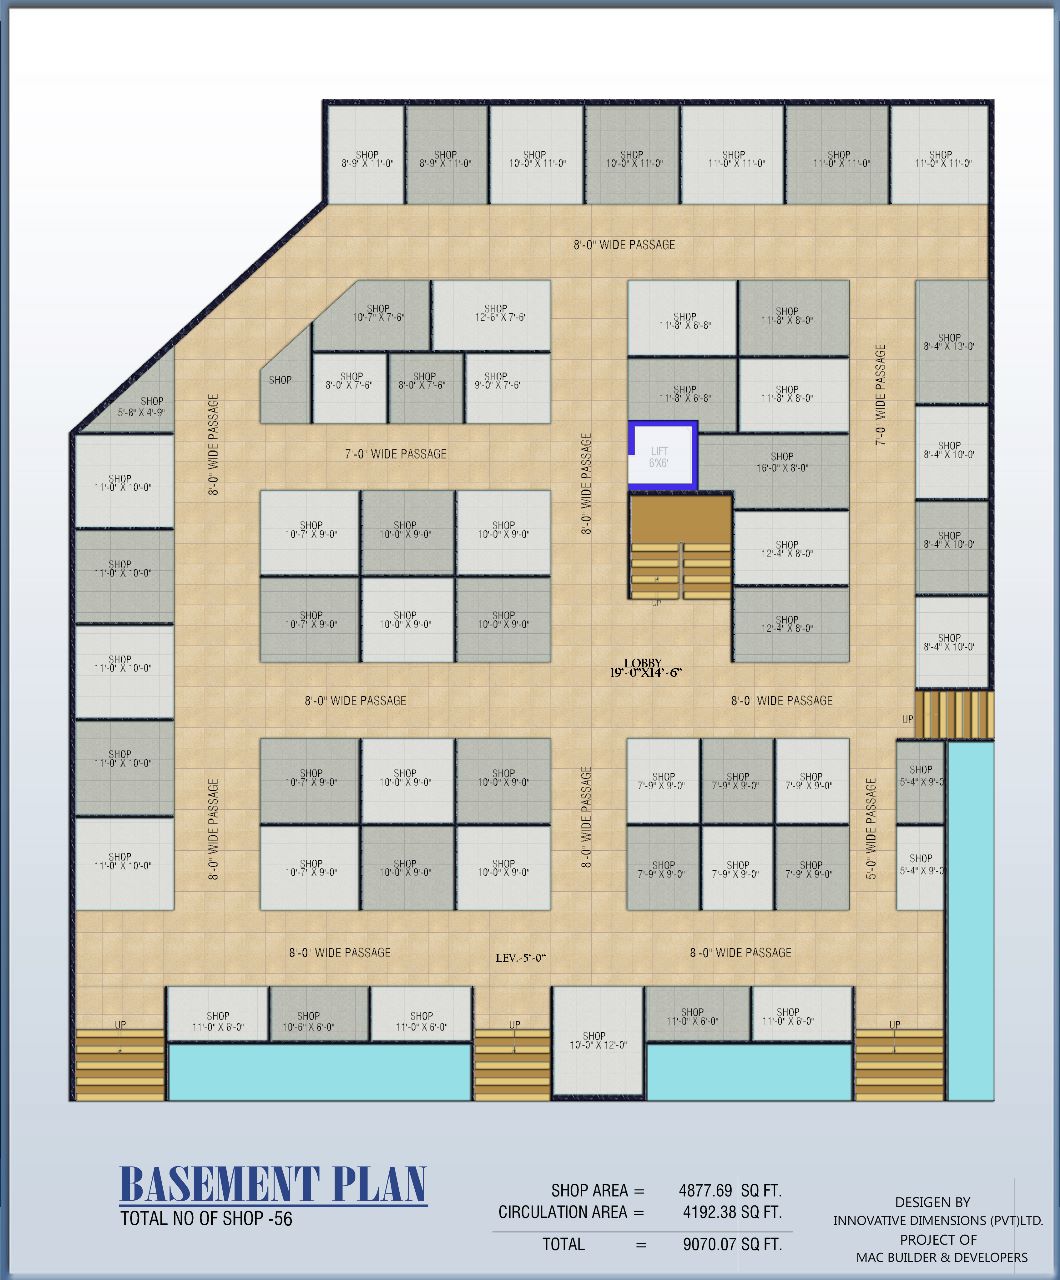 SHOP
8'-9" X 11'-0"
SHOP
8'-9" X 11'-0"
SHOP
10'-0" X 11'-0"
SHOP
10'-0" X 11'-0"
SHOP
11'-0" X 11'-0"
SHOP
11'-0" X 11'-0"
SHOP
11'-0" X 11'-0"
8'-0" WIDE PASSAGE
SHOP
10'-7" X 7'-6"
SHOP
12'-6" X 7'-6"
SHOP
11'-8" X 8'-8"
SHOP
11'-8" X 8'-0"
SHOP
8'-4" X 13'-0"
SHOP
SHOP
8'-0" X 7'-6"
SHOP
8'-0" X 7'-6"
SHOP
9'-0" X 7'-6"
SHOP
11'-8" X 8'-8"
SHOP
11'-8" X 8'-0"
7'-0" WIDE PASSAGE
SHOP
5'-8" X 4'-9"
8'-0" WIDE PASSAGE
7'-0" WIDE PASSAGE
8'-0" WIDE PASSAGE
LIFT
6'X6'
SHOP
16'-0" X 8'-0"
SHOP
8'-4" X 10'-0"
SHOP
11'-0" X 10'-0"
SHOP
10'-7" X 9'-0"
SHOP
10'-0" X 9'-0"
SHOP
10'-0" X 9'-0"
SHOP
12'-4" X 8'-0"
SHOP
8'-4" X 10'-0"
SHOP
11'-0" X 10'-0"
UP
SHOP
10'-7" X 9'-0"
SHOP
10'-0" X 9'-0"
SHOP
10'-0" X 9'-0"
SHOP
12'-4" X 8'-0"
SHOP
8'-4" X 10'-0"
SHOP
11'-0" X 10'-0"
LOBBY
19'-0"X14'-6"
8'-0" WIDE PASSAGE
8'-0" WIDE PASSAGE
UP
SHOP
11'-0" X 10'-0"
SHOP
10'-7" X 9'-0"
SHOP
10'-0" X 9'-0"
SHOP
10'-0" X 9'-0"
SHOP
7'-9" X 9'-0"
SHOP
7'-9" X 9'-0"
SHOP
7'-9" X 9'-0"
SHOP
5'-4" X 9'-0
8'-0" WIDE PASSAGE
8'-0" WIDE PASSAGE
5'-0" WIDE PASSAGE
SHOP
11'-0" X 10'-0"
SHOP
10'-7" X 9'-0"
SHOP
10'-0" X 9'-0"
SHOP
10'-0" X 9'-0"
SHOP
7'-9" X 9'-0"
SHOP
7'-9" X 9'-0"
SHOP
7'-9" X 9'-0"
SHOP
5'-4" X 9'-0
8'-0" WIDE PASSAGE
LEV.-5'-0"
8'-0" WIDE PASSAGE
UP
SHOP
11'-0" X 6'-0"
SHOP
10'-6" X 6'-0"
SHOP
11'-0" X 6'-0"
UP
SHOP
10'-0" X 12'-0"
SHOP
11'-0" X 6'-0"
SHOP
11'-0" X 6'-0"
UP
BASEMENT PLAN
TOTAL NO OF SHOP -56
SHOP AREA = 4877.69 SQ FT.
CIRCULATION AREA = 4192.38 SQ FT.
TOTAL = 9070.07 SQ FT.
DESIGEN BY
INNOVATIVE DIMENSIONS (PVT)LTD.
PROJECT OF
MAC BUILDER & DEVELOPERS